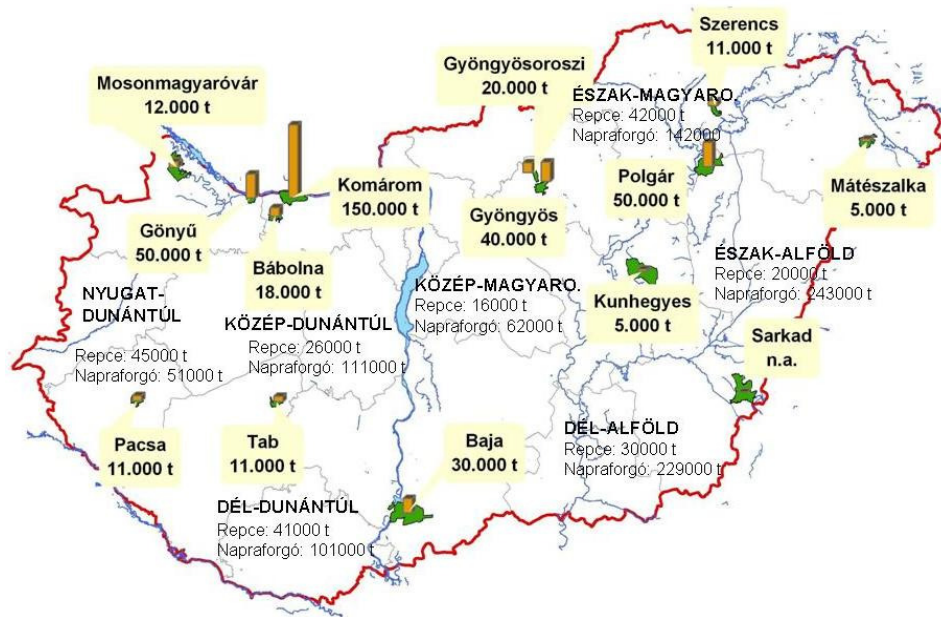 Szerencs
11.000 t
Gyöngyösoroszi
20.000 t
Mosonmagyaróvár
12.000 t
ÉSZAK-MAGYARO.
Repce: 42000 t
Napraforgó: 142000
Komárom
150.000 t
Polgár
50.000 t
Mátészalka
5.000 t
Gönyű
50.000 t
Gyöngyös
40.000 t
Bábolna
18.000 t
ÉSZAK-ALFÖLD
Repce: 20000 t
Napraforgó: 243000 t
KÖZÉP-MAGYARO.
Repce: 16000 t
Napraforgó: 62000 t
Kunhegyes
5.000 t
NYUGAT-
DUNÁNTÚL
Repce: 45000 t
Napraforgó: 51000 t
KÖZÉP-DUNÁNTÚL
Repce: 26000 t
Napraforgó: 111000 t
Sarkad
n.a.
Pacsa
11.000 t
Tab
11.000 t
Baja
30.000 t
DÉL-ALFÖLD
Repce: 30000 t
Napraforgó: 229000 t
DÉL-DUNÁNTÚL
Repce: 41000 t
Napraforgó: 101000 t